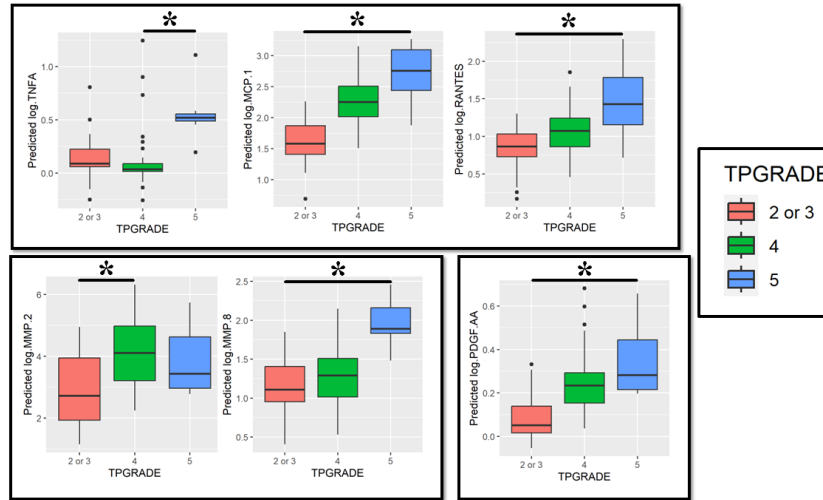 *
Predicted log.TNFA
1.0
0.5
0.0
2 or 3
4
5
TPGRADE
*
Predicted log.MCP.1
3.0
2.5
2.0
1.5
1.0
2 or 3
4
5
TPGRADE
*
Predicted log.RANTES
2.0
1.5
1.0
0.5
2 or 3
4
5
TPGRADE
TPGRADE
2 or 3
4
5
*
Predicted log.MMP.2
6
4
2
2 or 3
4
5
TPGRADE
*
Predicted log.MMP.8
2.5
2.0
1.5
1.0
0.5
2 or 3
4
5
TPGRADE
*
Predicted log.PDGF.AA
0.6
0.4
0.2
0.0
2 or 3
4
5
TPGRADE